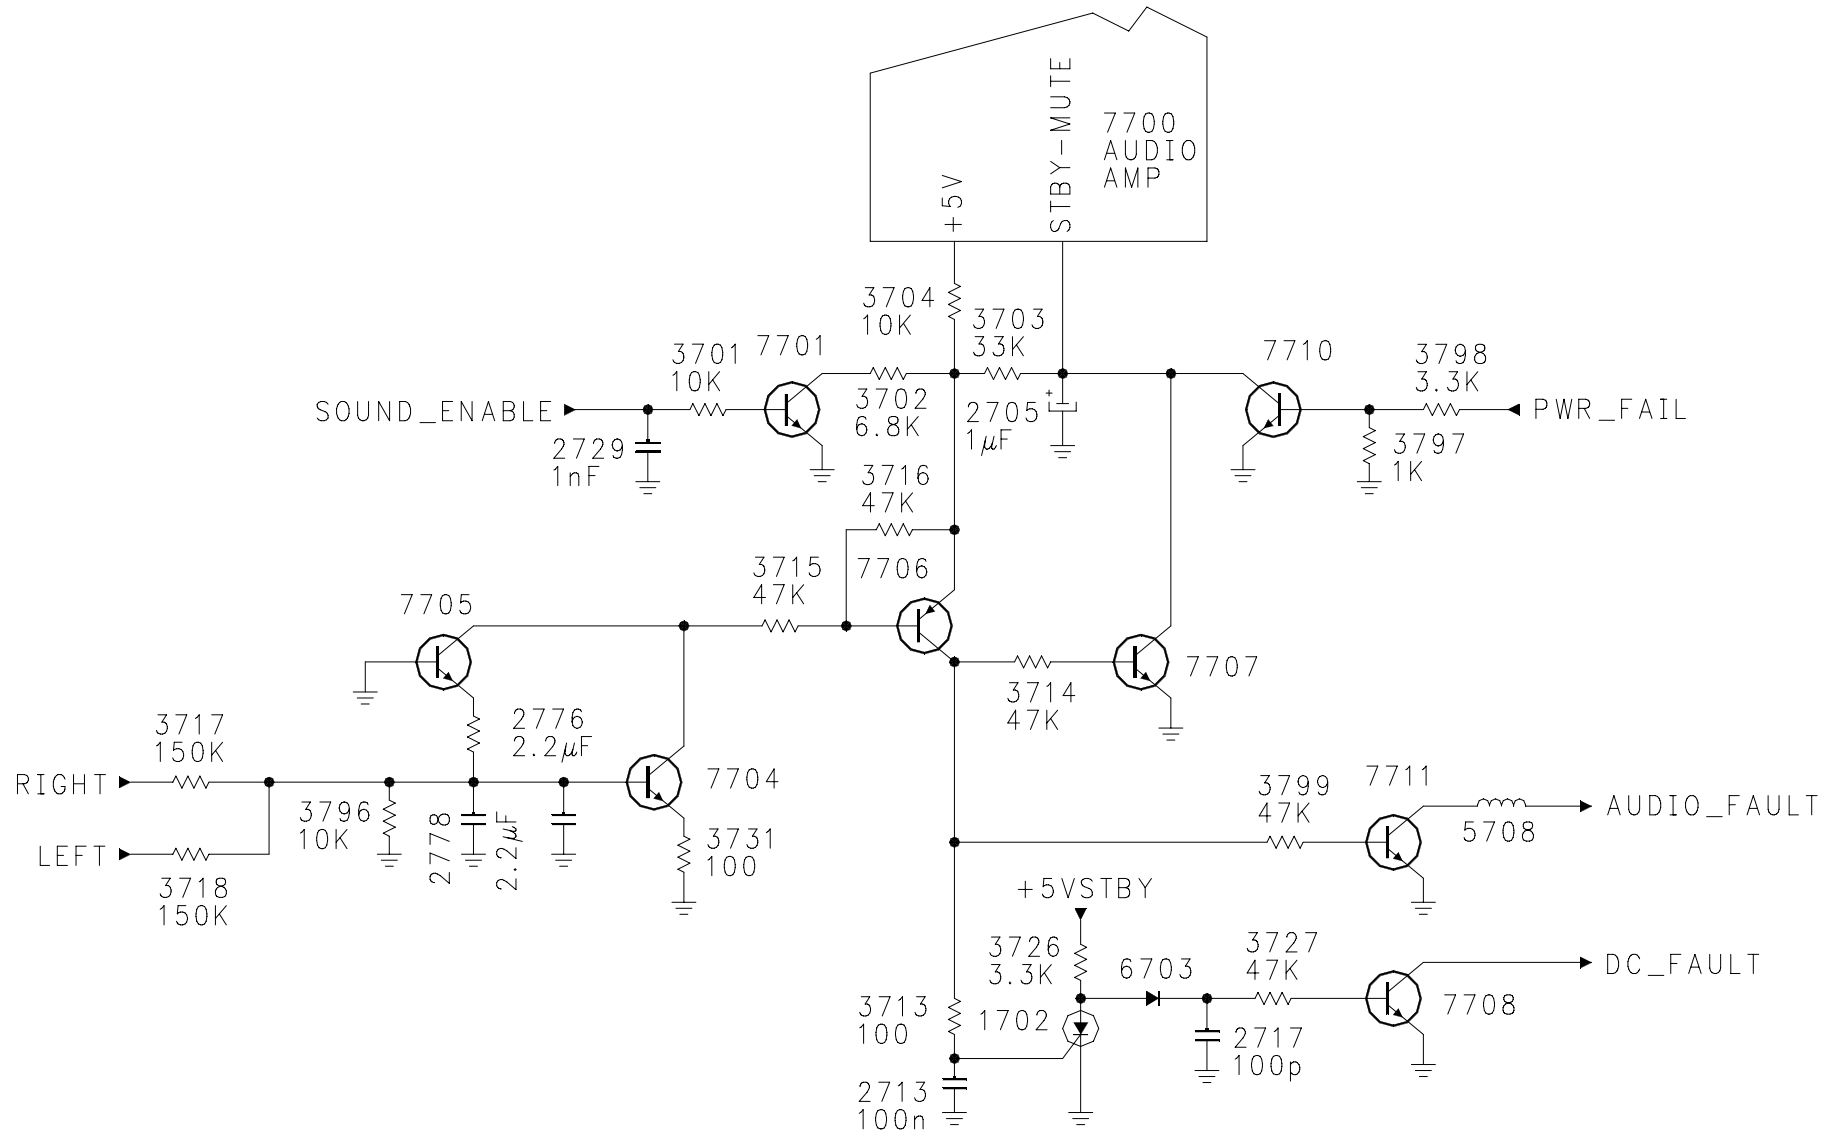 7700
AUDIO
AMP
+5V
STBY-MUTE
3704
10K
3703
33K
3701
10K
7701
3702
6.8K
2705
+
1µF
7710
3798
3.3K
SOUND_ENABLE
PWR_FAIL
2729
1nF
3797
1K
3716
47K
3715
47K
7706
7705
3714
47K
7707
3717
150K
2776
2.2µF
RIGHT
7704
3796
10K
2778
2.2µF
3731
100
LEFT
3718
150K
3799
47K
7711
AUDIO_FAULT
5708
+5VSTBY
3726
3.3K
6703
3727
47K
DC_FAULT
7708
3713
100
1702
2717
100p
2713
100n